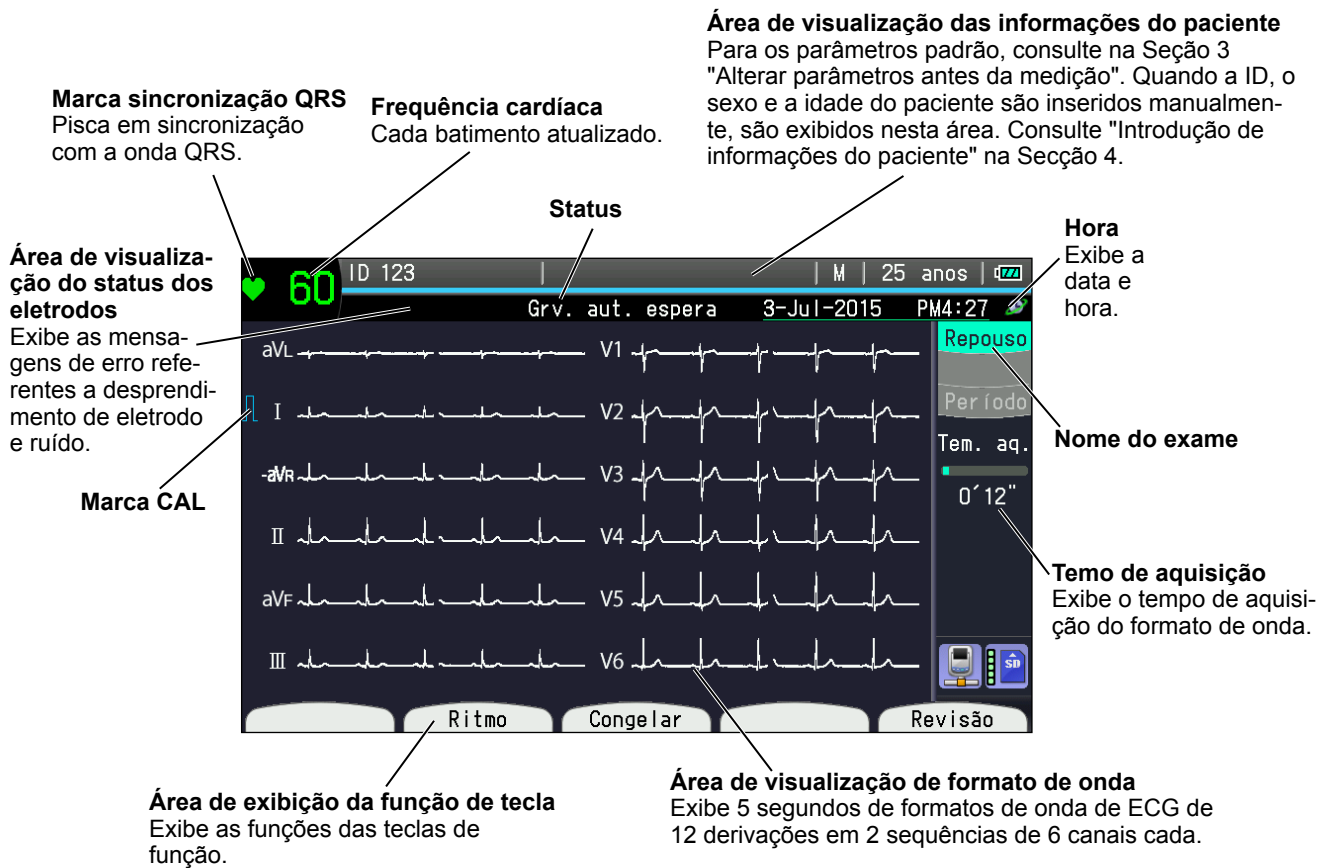 Área de visualização das informações do paciente
Para os parâmetros padrão, consulte na Seção 3
"Alterar parâmetros antes da medição". Quando a ID, o
sexo e a idade do paciente são inseridos manualmen-
te, são exibidos nesta área. Consulte "Introdução de
informações do paciente" na Secção 4.
Marca sincronização QRS
Pisca em sincronização
com a onda QRS.
Frequência cardíaca
Cada batimento atualizado.
Status
Hora
Exibe a
data e
hora.
Área de visualiza-
ção do status dos
eletrodos
Exibe as mensa-
gens de erro refe-
rentes a desprendi-
mento de eletrodo
e ruído.
Marca CAL
60
ID 123 | | M | 25 anos |
Grv. aut. espera 3-Jul-2015 PM4:27
aVL
V1
I
V2
-aVR
V3
II
V4
aVF
V5
III
V6
Repouso
Período
Tem. aq.
0´12"
SD
Nome do exame
Temo de aquisição
Exibe o tempo de aquisi-
ção do formato de onda.
Ritmo
Congelar
Revisão
Área de exibição da função de tecla
Exibe as funções das teclas de
função.
Área de visualização de formato de onda
Exibe 5 segundos de formatos de onda de ECG de
12 derivações em 2 sequências de 6 canais cada.